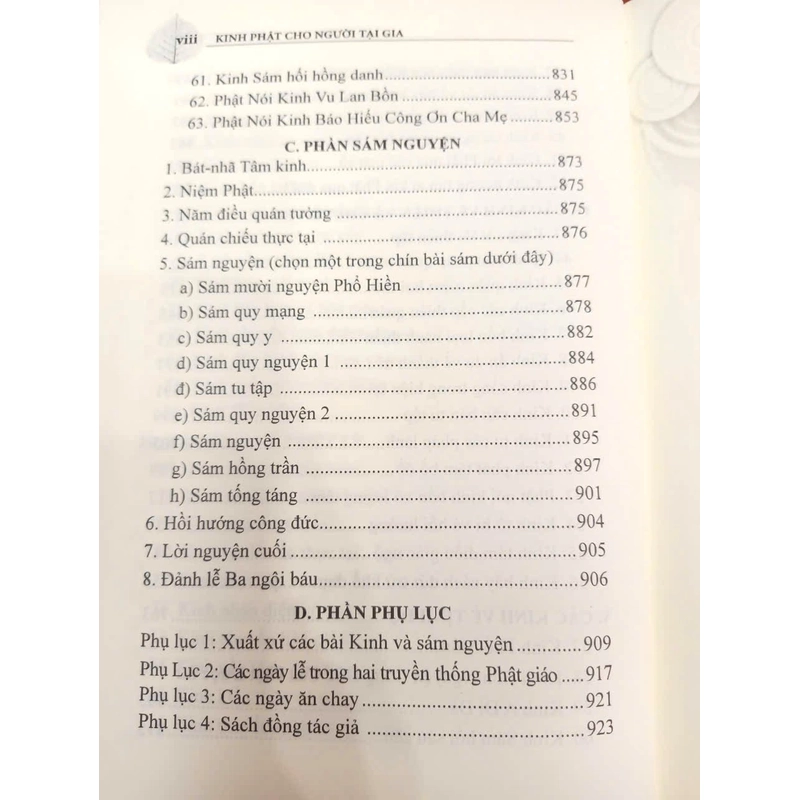 viii KINH PHẬT CHO NGƯỜI TẠI GIA
61. Kinh Sám hối hồng danh....................831
62. Phật Nói Kinh Vu Lan Bồn ....................845
63. Phật Nói Kinh Báo Hiếu Công Ơn Cha Mẹ .......853
C. PHẦN SÁM NGUYỆN
1. Bát-nhã Tâm kinh....................873
2. Niệm Phật....................875
3. Năm điều quán tưởng ....................875
4. Quán chiếu thực tại ....................876
5. Sám nguyện (chọn một trong chín bài sám dưới đây)
a) Sám mười nguyện Phổ Hiền ....................877
b) Sám quy mạng ....................878
c) Sám quy y ....................882
d) Sám quy nguyện 1 ....................884
đ) Sám tu tập ....................886
e) Sám quy nguyện 2 ....................891
f) Sám nguyện ....................895
g) Sám hồng trần ....................897
h) Sám tống táng ....................901
6. Hồi hướng công đức....................904
7. Lời nguyện cuối ....................905
8. Đảnh lễ Ba ngôi báu....................906
D. PHẦN PHỤ LỤC
Phụ lục 1: Xuất xứ các bài Kinh và sám nguyện ..........909
Phụ Lục 2: Các ngày lễ trong hai truyền thống Phật giáo .....917
Phụ lục 3: Các ngày ăn chay....................921
Phụ lục 4: Sách đồng tác giả ....................923